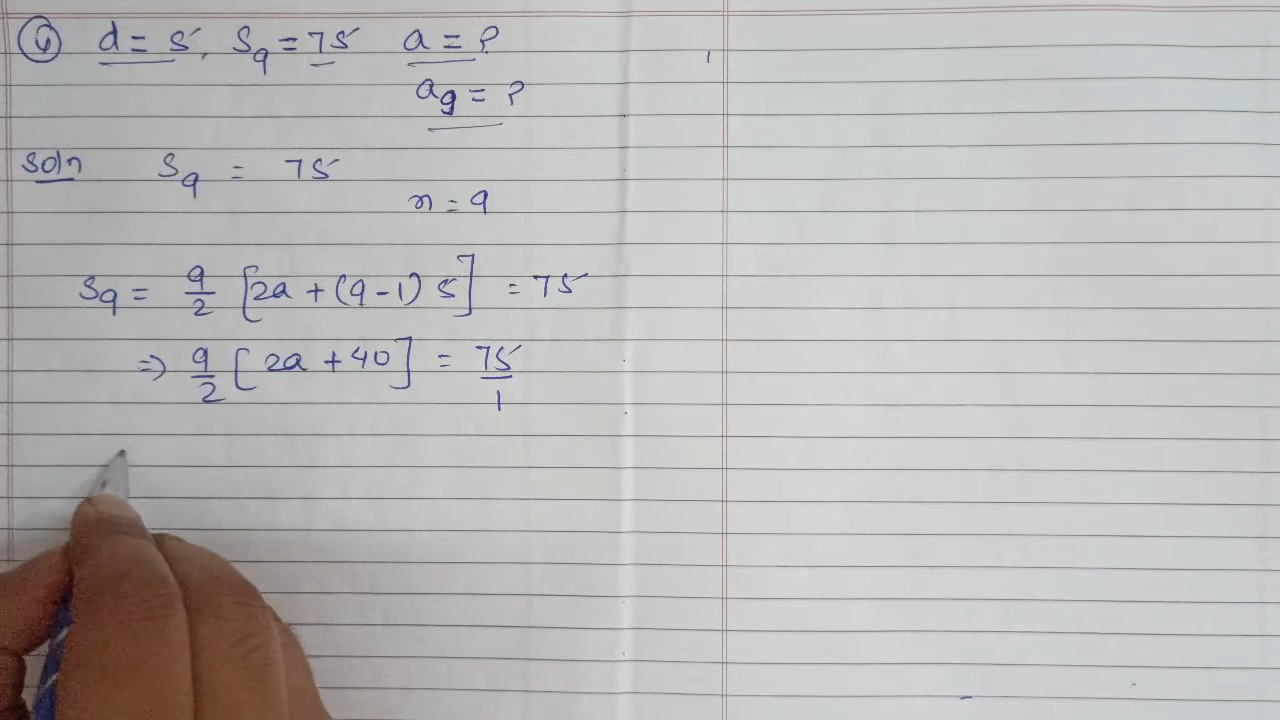 (v) d = 5, S₉ = 75 a = ?
a₉ = ?
Soln S₉ = 75
n = 9
S₉ = 9/2 [2a + (9 - 1) 5] = 75
⇒ 9/2 [2a + 40] = 75/1